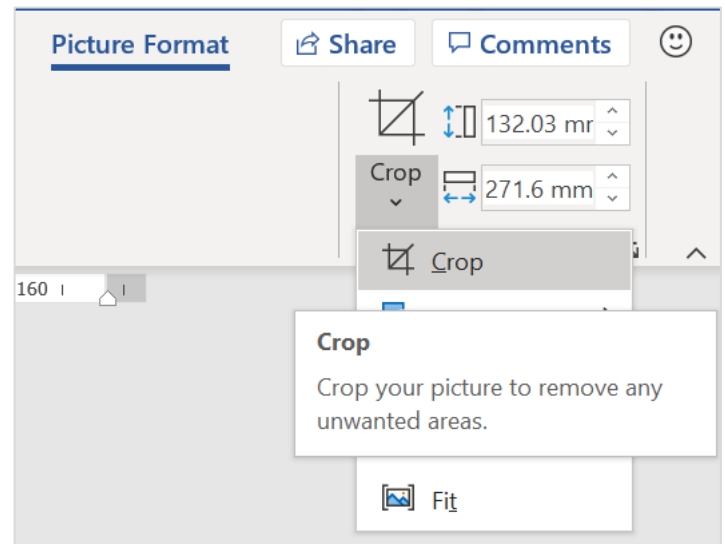 Picture Format Share Comments
132.03 mr
Crop
271.6 mm
Crop
160
Crop
Crop your picture to remove any
unwanted areas.
Fit